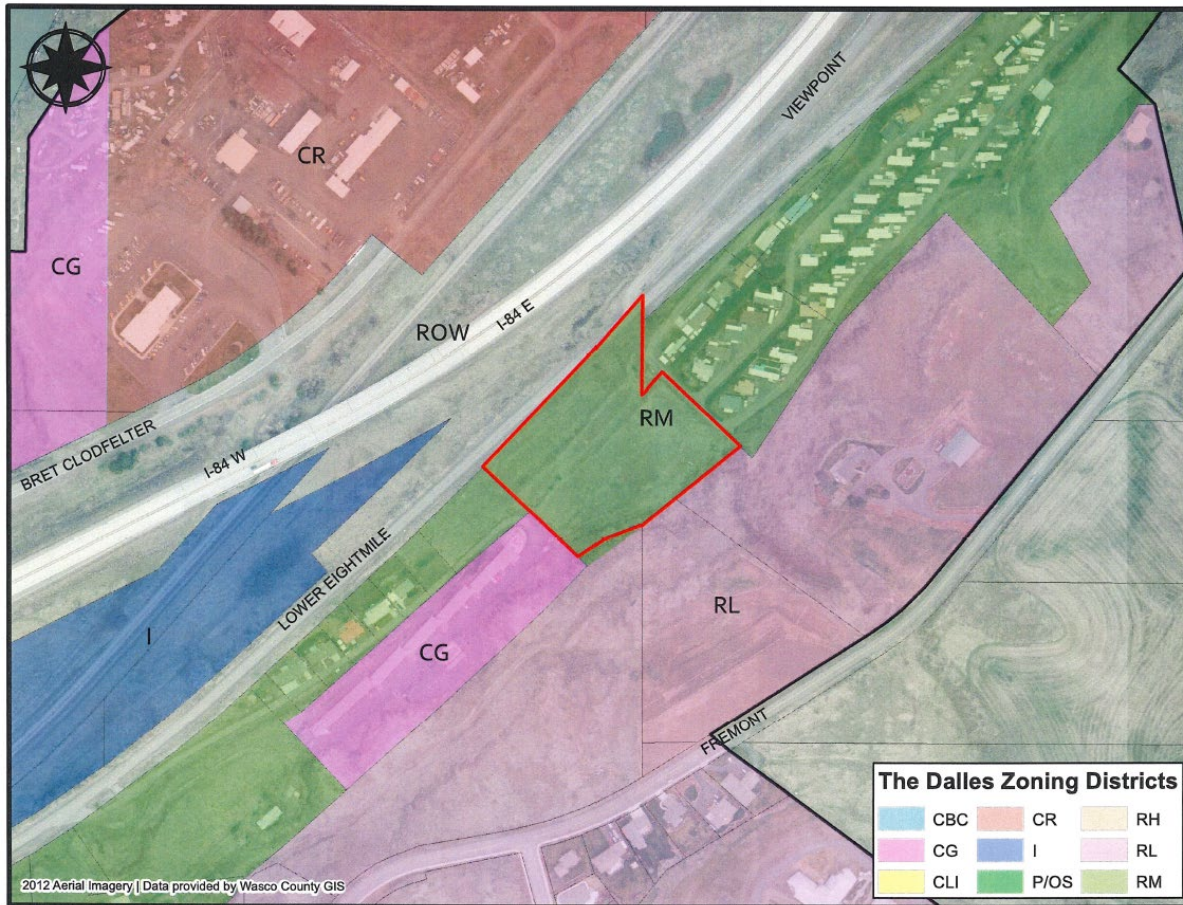 VIEWPOINT
CR
CG
ROW
I-84 E
RM
BRET CLODFELTER
I-84 W
LOWER EIGHTMILE
RL
I
CG
FREMONT
The Dalles Zoning Districts
CBC CR RH
CG I RL
CLI P/OS RM
2012 Aerial Imagery | Data provided by Wasco County GIS